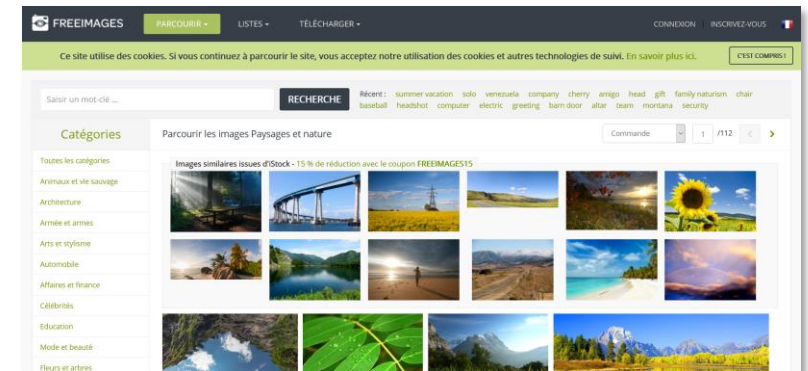 FREEIMAGES PARCOURIR LISTES TÉLÉCHARGER CONNEXION INSCRIVEZ-VOUS
Ce site utilise des cookies. Si vous continuez à parcourir le site, vous acceptez notre utilisation des cookies et autres technologies de suivi. En savoir plus ici. C'EST COMPRIS !
Saisir un mot-clé ... RECHERCHE Récent : summer vacation solo venezuela company cherry amigo head gift family naturism chair
baseball headshot computer electric greeting barn door altar team montana security
Catégories Parcourir les images Paysages et nature Commande 1 /112
Toutes les catégories
Images similaires issues d'iStock - 15 % de réduction avec le coupon FREEIMAGES15
Animaux et vie sauvage
Architecture
Armée et armes
Arts et stylisme
Automobile
Affaires et finance
Célébrités
Education
Mode et beauté
Fleurs et arbres